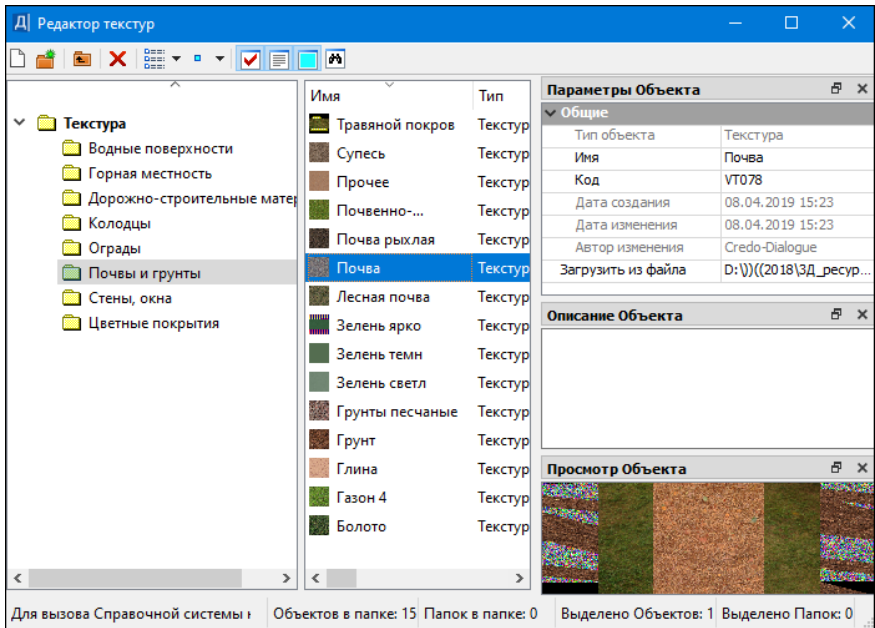 Д Редактор текстур
Текстура
Водные поверхности
Горная местность
Дорожно-строительные матер
Колодцы
Ограды
Почвы и грунты
Стены, окна
Цветные покрытия
Имя Тип
Травяной покров Текстур
Супесь Текстур
Прочее Текстур
Почвенно-... Текстур
Почва рыхлая Текстур
Почва Текстур
Лесная почва Текстур
Зелень ярко Текстур
Зелень темн Текстур
Зелень светл Текстур
Грунты песчаные Текстур
Грунт Текстур
Глина Текстур
Газон 4 Текстур
Болото Текстур
Параметры Объекта
Общие
Тип объекта Текстура
Имя Почва
Код VT078
Дата создания 08.04.2019 15:23
Дата изменения 08.04.2019 15:23
Автор изменения Credo-Dialogue
Загрузить из файла D:\))((2018\3Д_ресур...
Описание Объекта
Просмотр Объекта
Для вызова Справочной системы н Объектов в папке: 15 Папок в папке: 0 Выделено Объектов: 1 Выделено Папок: 0